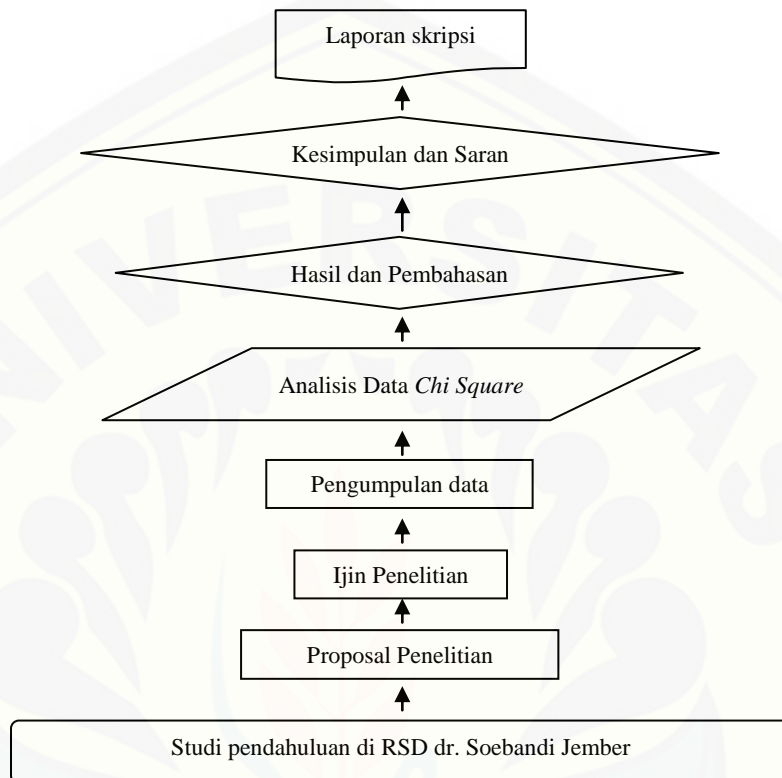 Laporan skripsi
Kesimpulan dan Saran
Hasil dan Pembahasan
Analisis Data Chi Square
Pengumpulan data
Ijin Penelitian
Proposal Penelitian
Studi pendahuluan di RSD dr. Soebandi Jember
UNIVERSITAS